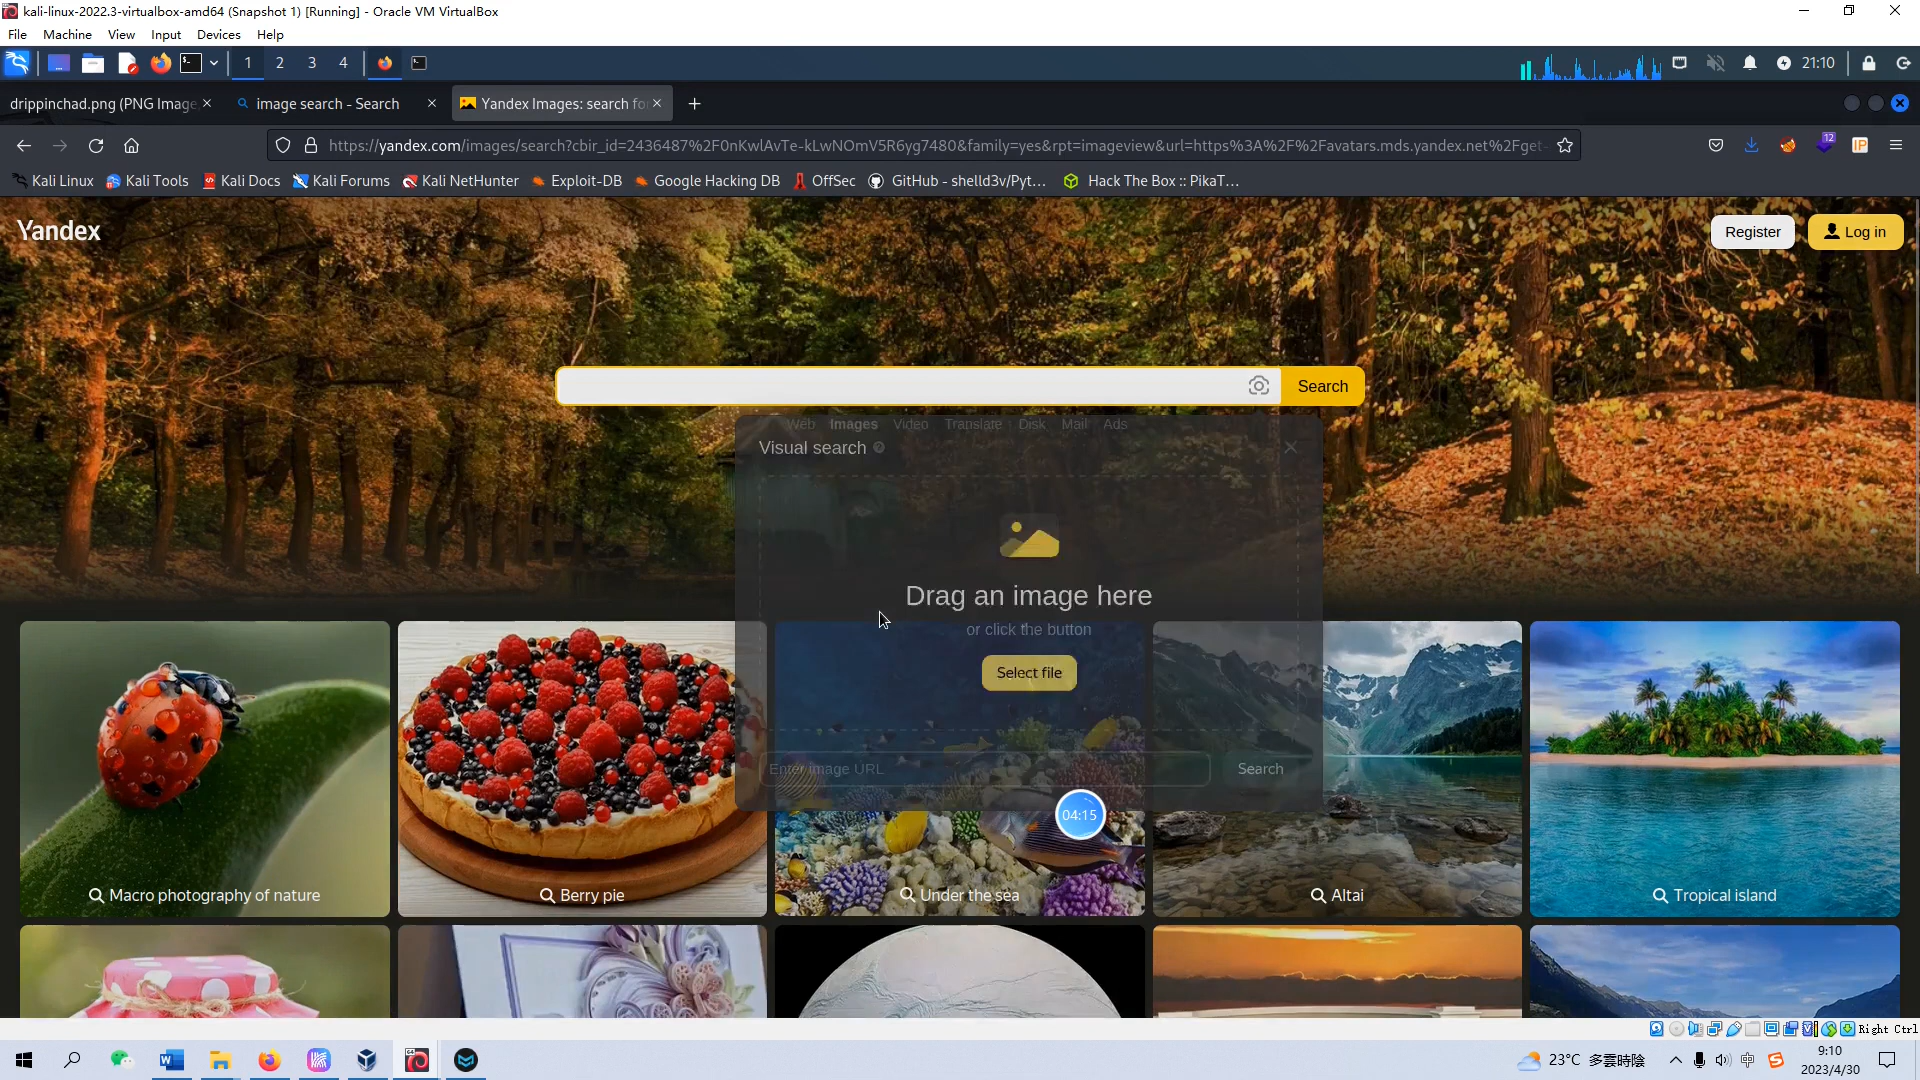 kali-linux-2022.3-virtualbox-amd64 (Snapshot 1) [Running] - Oracle VM VirtualBox
File Machine View Input Devices Help
1 2 3 4 21:10
drippinchad.png (PNG Image,
image search - Search
Yandex Images: search fo
https://yandex.com/images/search?cbir_id=2436487%2F0nKwlAvTe-kLwNOmV5R6yg7480&family=yes&rpt=imageview&url=https%3A%2F%2Favatars.mds.yandex.net%2Fget-
12
IP
Kali Linux Kali Tools Kali Docs Kali Forums Kali NetHunter Exploit-DB Google Hacking DB OffSec GitHub - shelld3v/Pyt... Hack The Box :: PikaT...
Yandex
Register
Log in
Search
Web Images Video Translate Disk Mail Ads
Visual search
Drag an image here
or click the button
Select file
Enter image URL
Search
04:15
Macro photography of nature
Berry pie
Under the sea
Altai
Tropical island
Right Ctrl
23°C 多雲時陰
中
9:10
2023/4/30